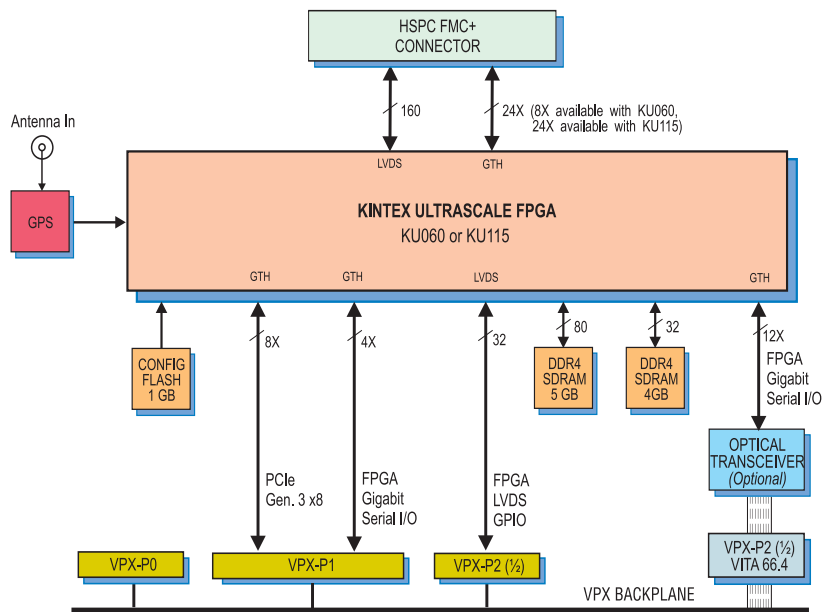 HSPC FMC+
CONNECTOR
160
24X (8X available with KU060,
24X available with KU115)
Antenna In
LVDS
GTH
GPS
KINTEX ULTRASCALE FPGA
KU060 or KU115
GTH
GTH
LVDS
GTH
8X
4X
32
80
32
12X
CONFIG
FLASH
1 GB
DDR4
SDRAM
5 GB
DDR4
SDRAM
4GB
FPGA
Gigabit
Serial I/O
OPTICAL
TRANSCEIVER
(Optional)
PCIe
Gen. 3 x8
FPGA
Gigabit
Serial I/O
FPGA
LVDS
GPIO
VPX-P0
VPX-P1
VPX-P2 (½)
VPX-P2 (½)
VITA 66.4
VPX BACKPLANE